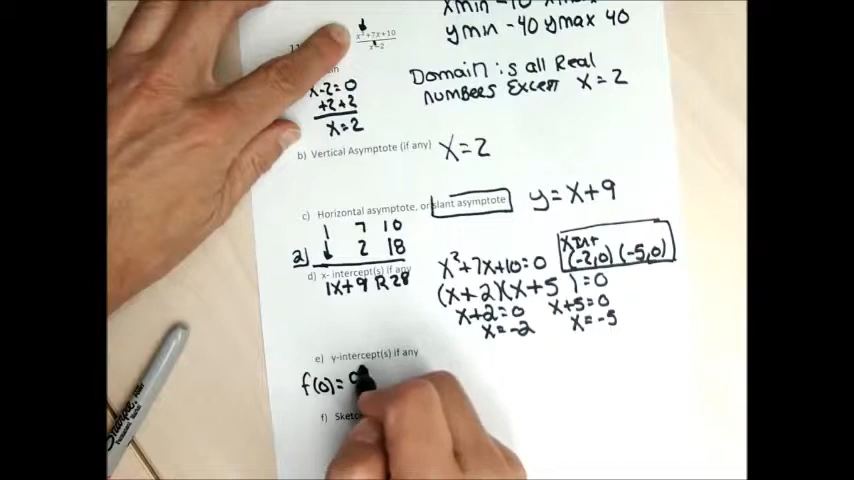 xmin -10 xmax
ymin -40 ymax 40
x²+7x+10
x-2
x-2=0
+2+2
x=2
Domain is all Real
numbers Except x=2
b) Vertical Asymptote (if any) x=2
c) Horizontal asymptote, or slant asymptote y=x+9
1 7 10
2| ↓ 2 18
1x+9 R28
d) x- intercept(s) if any
x²+7x+10=0
(x+2)(x+5)=0
x+2=0 x+5=0
x=-2 x=-5
xInt
(-2,0) (-5,0)
e) y-intercept(s) if any
f(0)= 0
f) Sketch
Sharpie